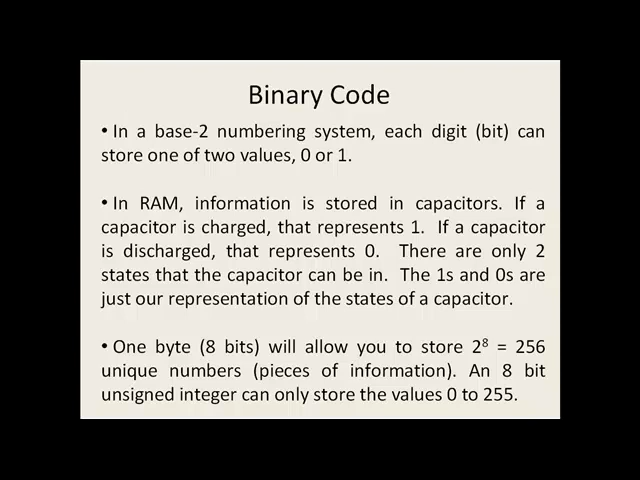 Binary Code
• In a base-2 numbering system, each digit (bit) can
store one of two values, 0 or 1.
• In RAM, information is stored in capacitors. If a
capacitor is charged, that represents 1. If a capacitor
is discharged, that represents 0. There are only 2
states that the capacitor can be in. The 1s and 0s are
just our representation of the states of a capacitor.
• One byte (8 bits) will allow you to store 2⁸ = 256
unique numbers (pieces of information). An 8 bit
unsigned integer can only store the values 0 to 255.